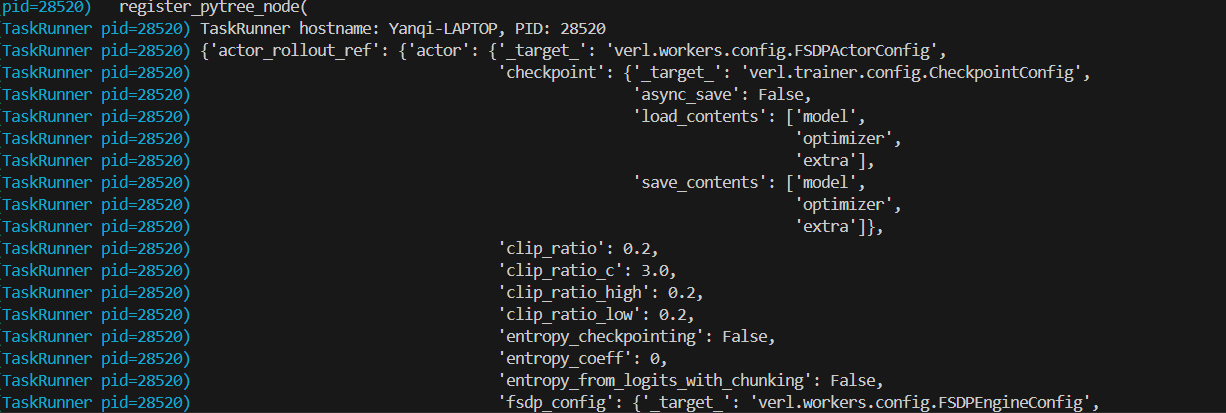 pid=28520)   register_pytree_node(
(TaskRunner pid=28520) TaskRunner hostname: Yanqi-LAPTOP, PID: 28520
(TaskRunner pid=28520) {'actor_rollout_ref': {'actor': {'_target_': 'verl.workers.config.FSDPActorConfig',
(TaskRunner pid=28520)                                  'checkpoint': {'_target_': 'verl.trainer.config.CheckpointConfig',
(TaskRunner pid=28520)                                                 'async_save': False,
(TaskRunner pid=28520)                                                 'load_contents': ['model',
(TaskRunner pid=28520)                                                                   'optimizer',
(TaskRunner pid=28520)                                                                   'extra'],
(TaskRunner pid=28520)                                                 'save_contents': ['model',
(TaskRunner pid=28520)                                                                   'optimizer',
(TaskRunner pid=28520)                                                                   'extra']},
(TaskRunner pid=28520)                                  'clip_ratio': 0.2,
(TaskRunner pid=28520)                                  'clip_ratio_c': 3.0,
(TaskRunner pid=28520)                                  'clip_ratio_high': 0.2,
(TaskRunner pid=28520)                                  'clip_ratio_low': 0.2,
(TaskRunner pid=28520)                                  'entropy_checkpointing': False,
(TaskRunner pid=28520)                                  'entropy_coeff': 0,
(TaskRunner pid=28520)                                  'entropy_from_logits_with_chunking': False,
(TaskRunner pid=28520)                                  'fsdp_config': {'_target_': 'verl.workers.config.FSDPEngineConfig',